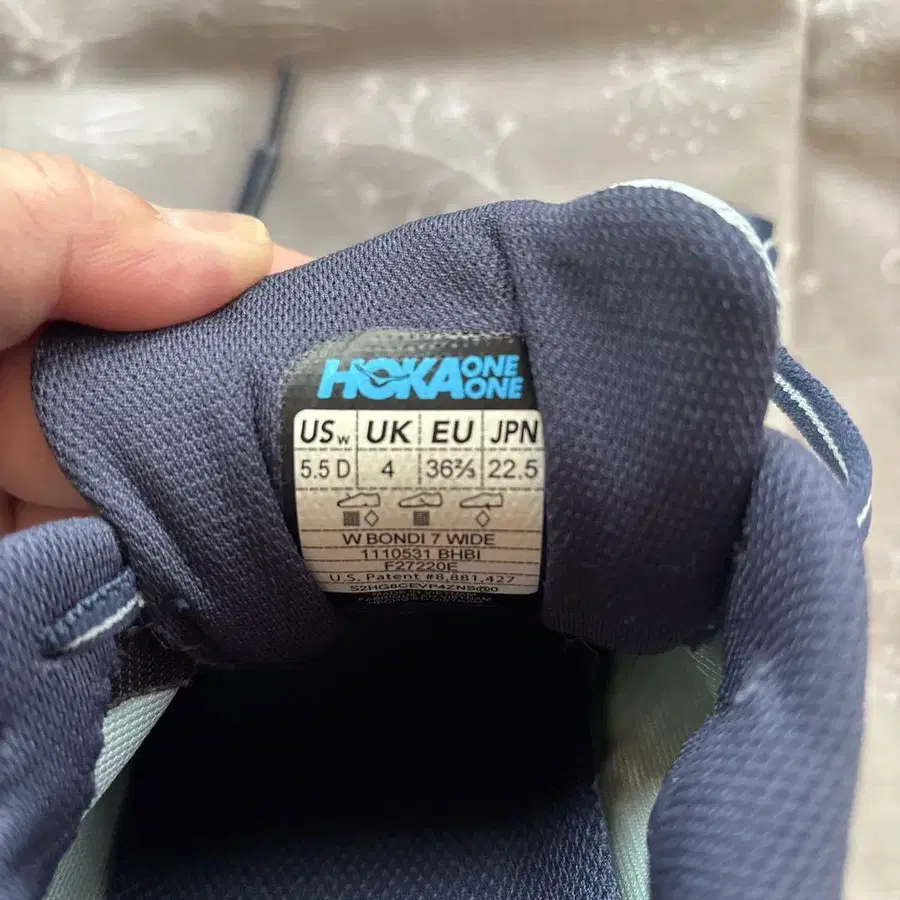 HOKA ONE ONE
USw UK EU JPN
5.5 D 4 36⅔ 22.5
W BONDI 7 WIDE
1110531 BHBI
F27220E
U.S. Patent #8,881,427